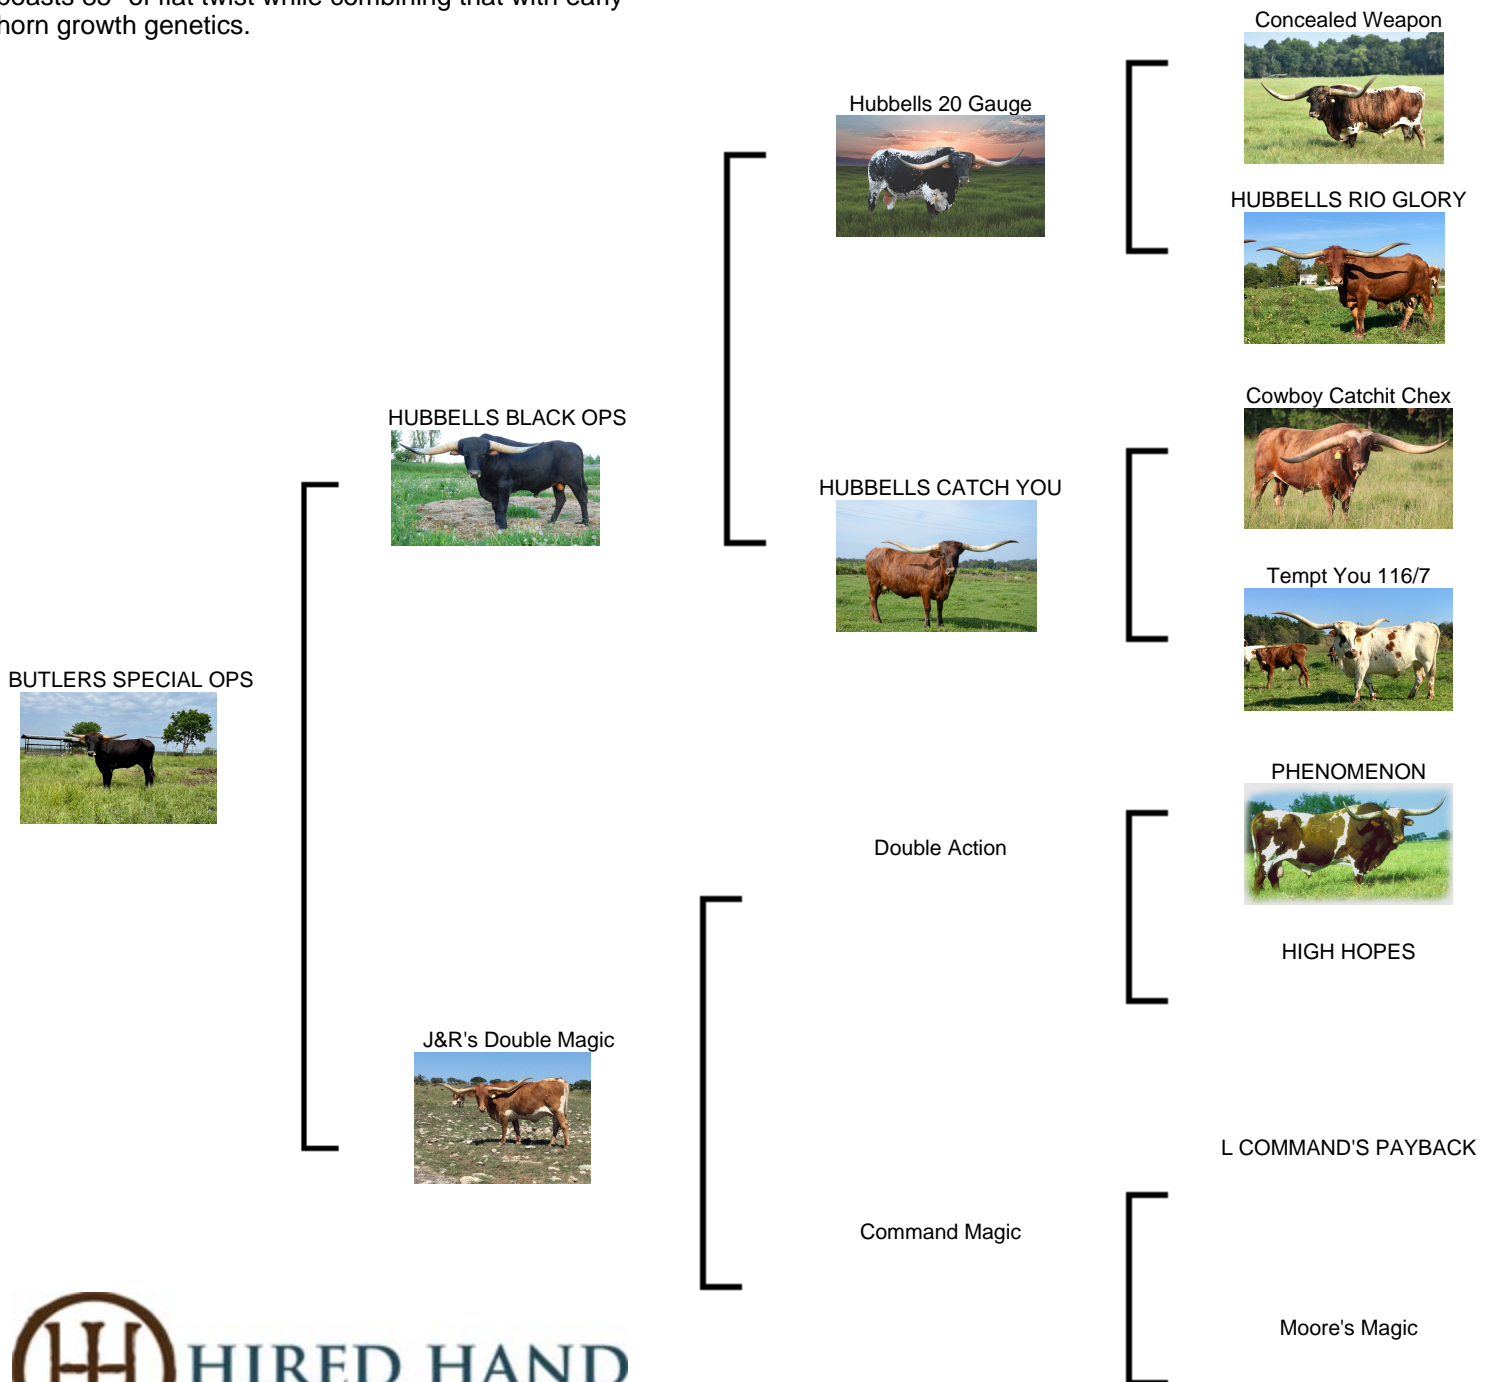 horn growth genetics.
Concealed Weapon
Hubbells 20 Gauge
HUBBELLS RIO GLORY
Cowboy Catchit Chex
HUBBELLS BLACK OPS
HUBBELLS CATCH YOU
Tempt You 116/7
BUTLERS SPECIAL OPS
PHENOMENON
Double Action
HIGH HOPES
J&R's Double Magic
L COMMAND'S PAYBACK
Command Magic
Moore's Magic
HIRED HAND